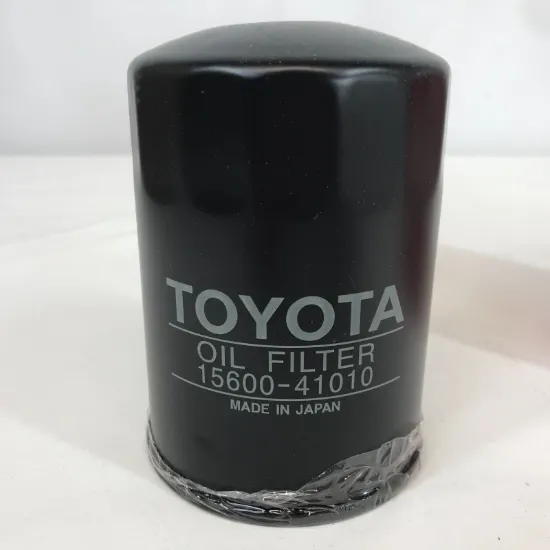 TOYOTA
OIL FILTER
15600-41010
MADE IN JAPAN